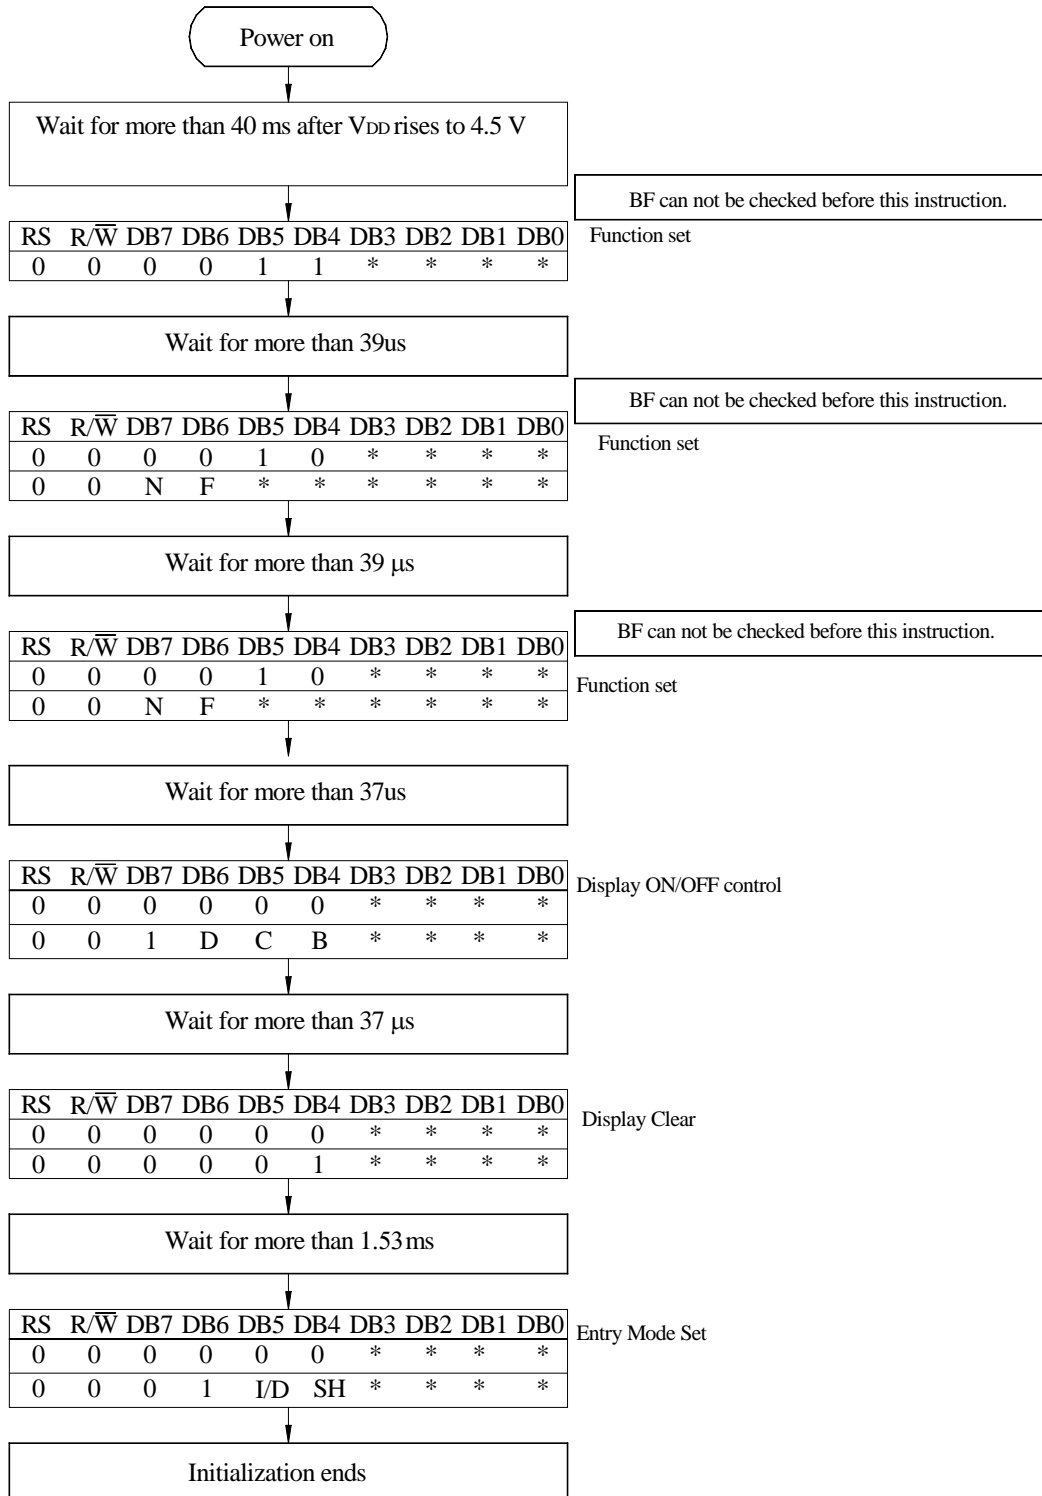 Power on
Wait for more than 40 ms after VDD rises to 4.5 V
BF can not be checked before this instruction.
RS R/W̅ DB7 DB6 DB5 DB4 DB3 DB2 DB1 DB0
Function set
0 0 0 0 1 1 * * * *
Wait for more than 39us
BF can not be checked before this instruction.
RS R/W̅ DB7 DB6 DB5 DB4 DB3 DB2 DB1 DB0
Function set
0 0 0 0 1 0 * * * *
0 0 N F * * * * * *
Wait for more than 39 µs
BF can not be checked before this instruction.
RS R/W̅ DB7 DB6 DB5 DB4 DB3 DB2 DB1 DB0
0 0 0 0 1 0 * * * *
Function set
0 0 N F * * * * * *
Wait for more than 37us
RS R/W̅ DB7 DB6 DB5 DB4 DB3 DB2 DB1 DB0
Display ON/OFF control
0 0 0 0 0 0 * * * *
0 0 1 D C B * * * *
Wait for more than 37 µs
RS R/W̅ DB7 DB6 DB5 DB4 DB3 DB2 DB1 DB0
Display Clear
0 0 0 0 0 0 * * * *
0 0 0 0 0 1 * * * *
Wait for more than 1.53ms
RS R/W̅ DB7 DB6 DB5 DB4 DB3 DB2 DB1 DB0
Entry Mode Set
0 0 0 0 0 0 * * * *
0 0 0 1 I/D SH * * * *
Initialization ends